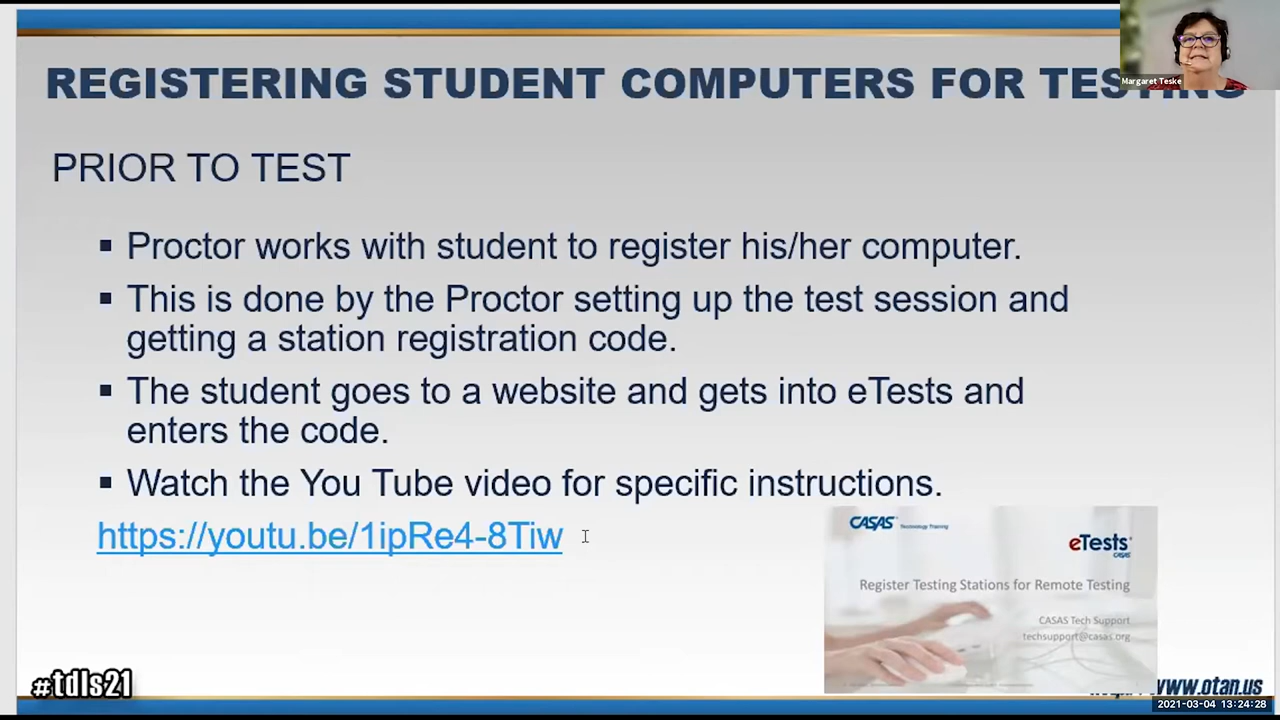 REGISTERING STUDENT COMPUTERS FOR TESTING
Margaret Teske
PRIOR TO TEST
▪ Proctor works with student to register his/her computer.
▪ This is done by the Proctor setting up the test session and
getting a station registration code.
▪ The student goes to a website and gets into eTests and
enters the code.
▪ Watch the You Tube video for specific instructions.
https://youtu.be/1ipRe4-8Tiw
CASAS Technology Training
eTests
CASAS
Register Testing Stations for Remote Testing
CASAS Tech Support
techsupport@casas.org
#tdls21
www.otan.us
2021-03-04 13:24:28